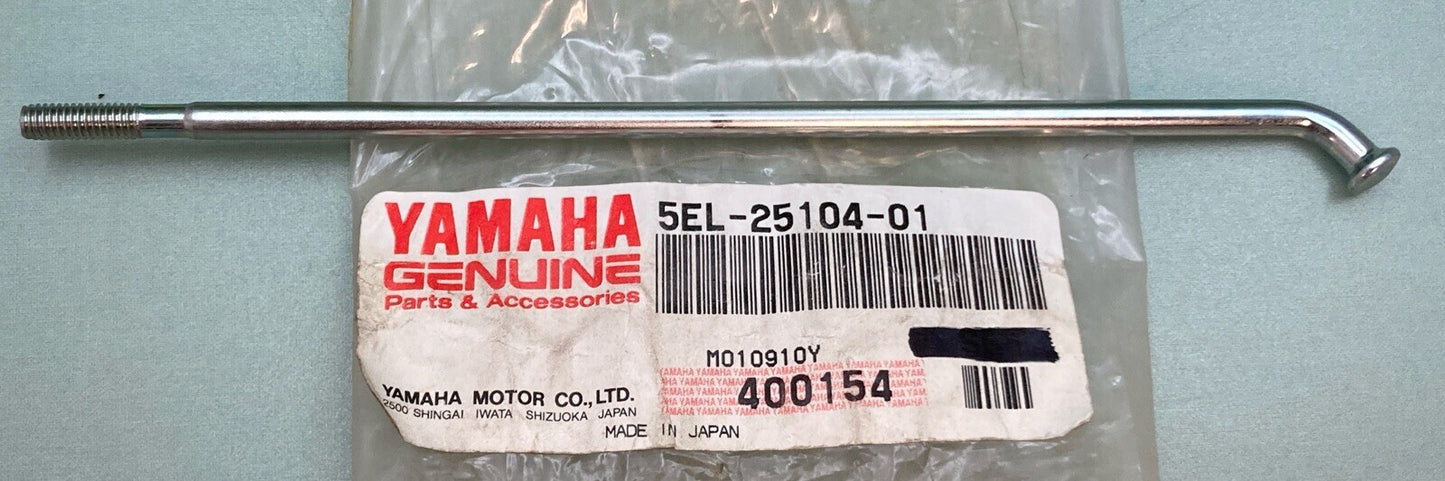 YAMAHA
GENUINE
Parts & Accessories
5EL-25104-01
M010910Y
400154
YAMAHA MOTOR CO.,LTD.
2500 SHINGAI IWATA SHIZUOKA JAPAN
MADE IN JAPAN